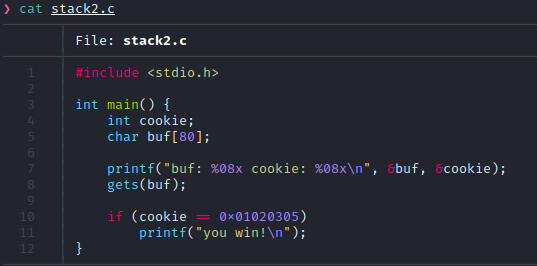 ❯ cat stack2.c
File: stack2.c
1 #include <stdio.h>
2
3 int main() {
4 int cookie;
5 char buf[80];
6
7 printf("buf: %08x cookie: %08x\n", &buf, &cookie);
8 gets(buf);
9
10 if (cookie == 0x01020305)
11 printf("you win!\n");
12 }